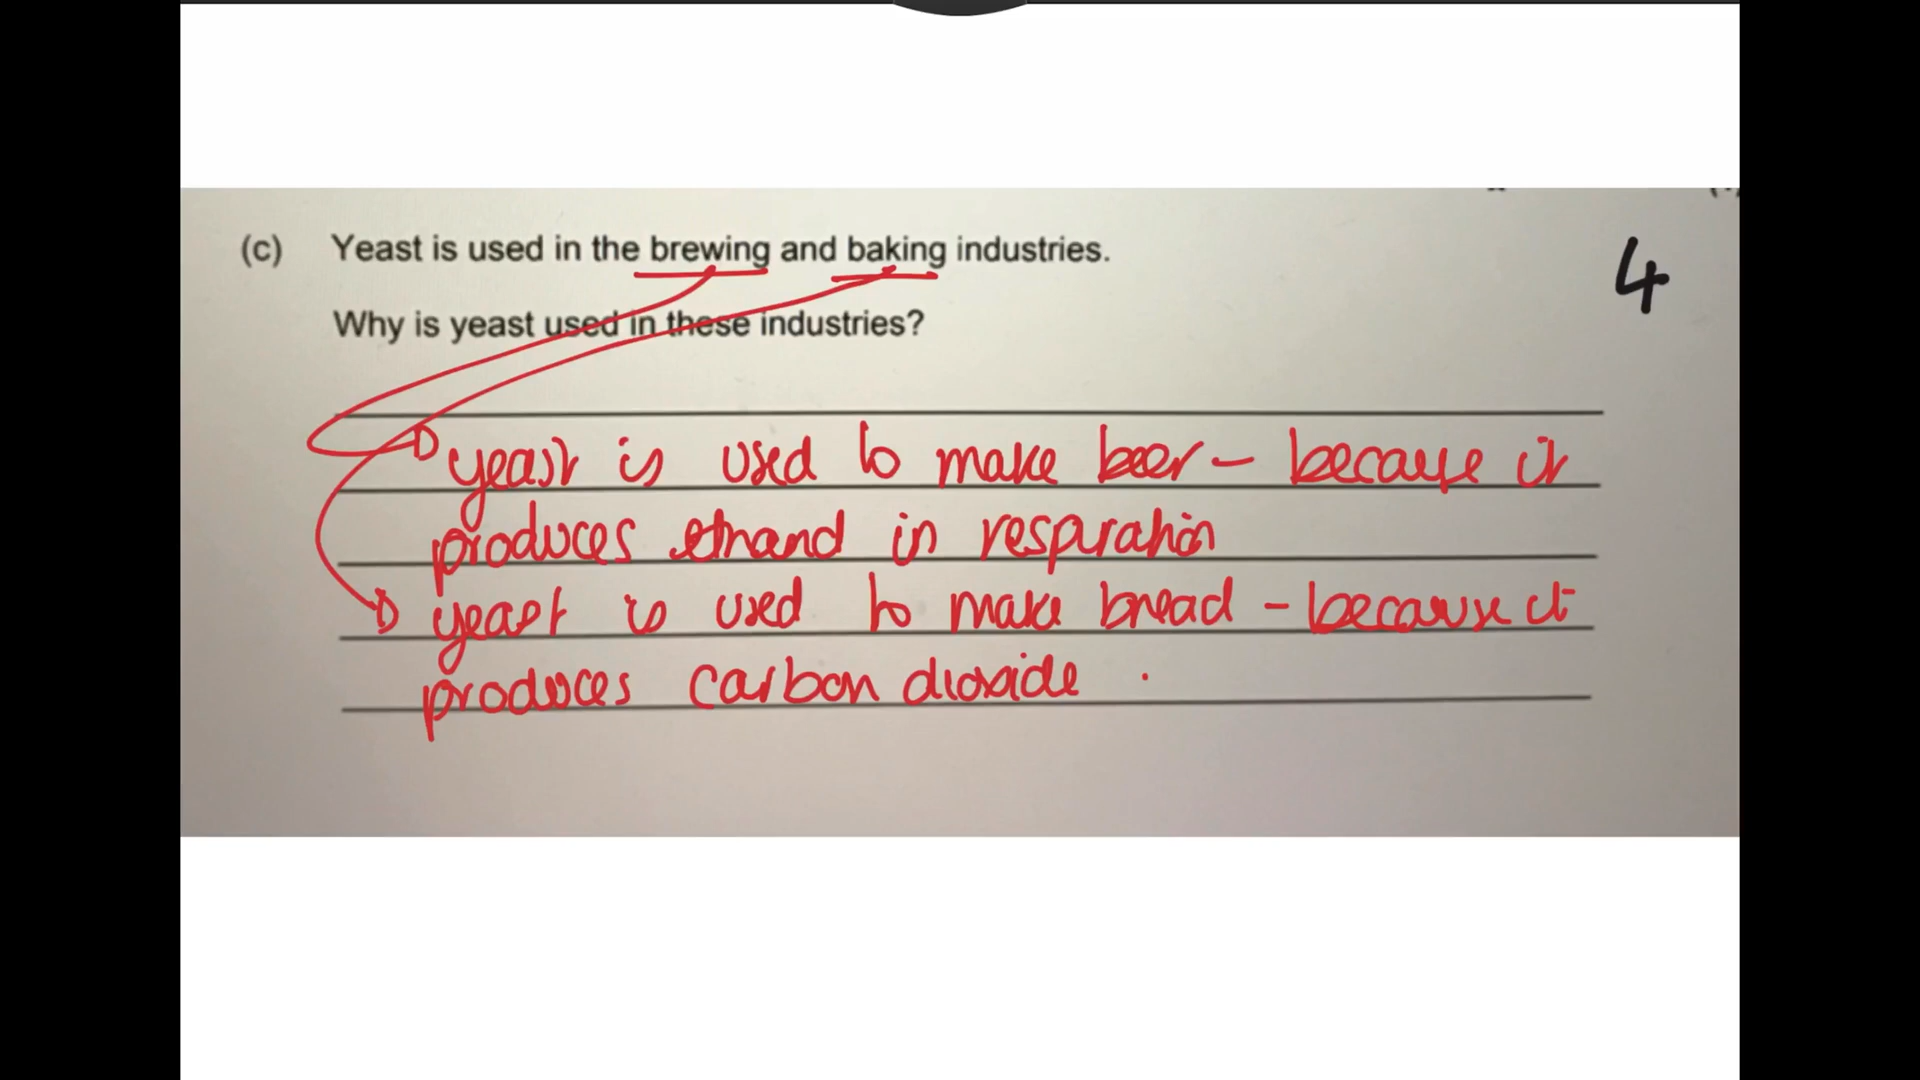 (c) Yeast is used in the brewing and baking industries. 4
Why is yeast used in these industries?
yeast is used to make beer - because it
produces ethanol in respiration
yeast is used to make bread - because it
produces carbon dioxide .